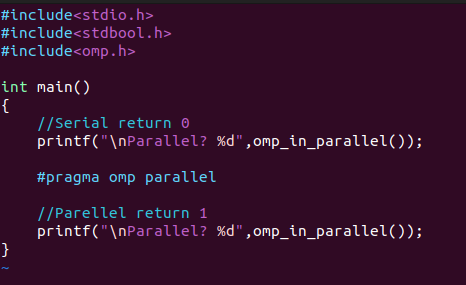 #include<stdio.h>
#include<stdbool.h>
#include<omp.h>

int main()
{
    //Serial return 0
    printf("\nParallel? %d",omp_in_parallel());

    #pragma omp parallel

    //Parellel return 1
    printf("\nParallel? %d",omp_in_parallel());
}
~